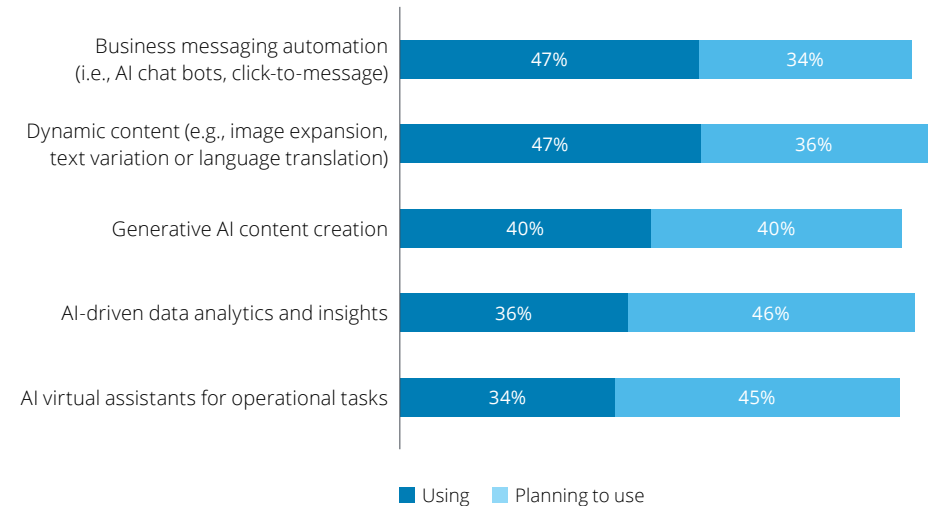 Business messaging automation
(i.e., AI chat bots, click-to-message)
47%
34%
Dynamic content (e.g., image expansion,
text variation or language translation)
47%
36%
Generative AI content creation
40%
40%
AI-driven data analytics and insights
36%
46%
AI virtual assistants for operational tasks
34%
45%
Using
Planning to use